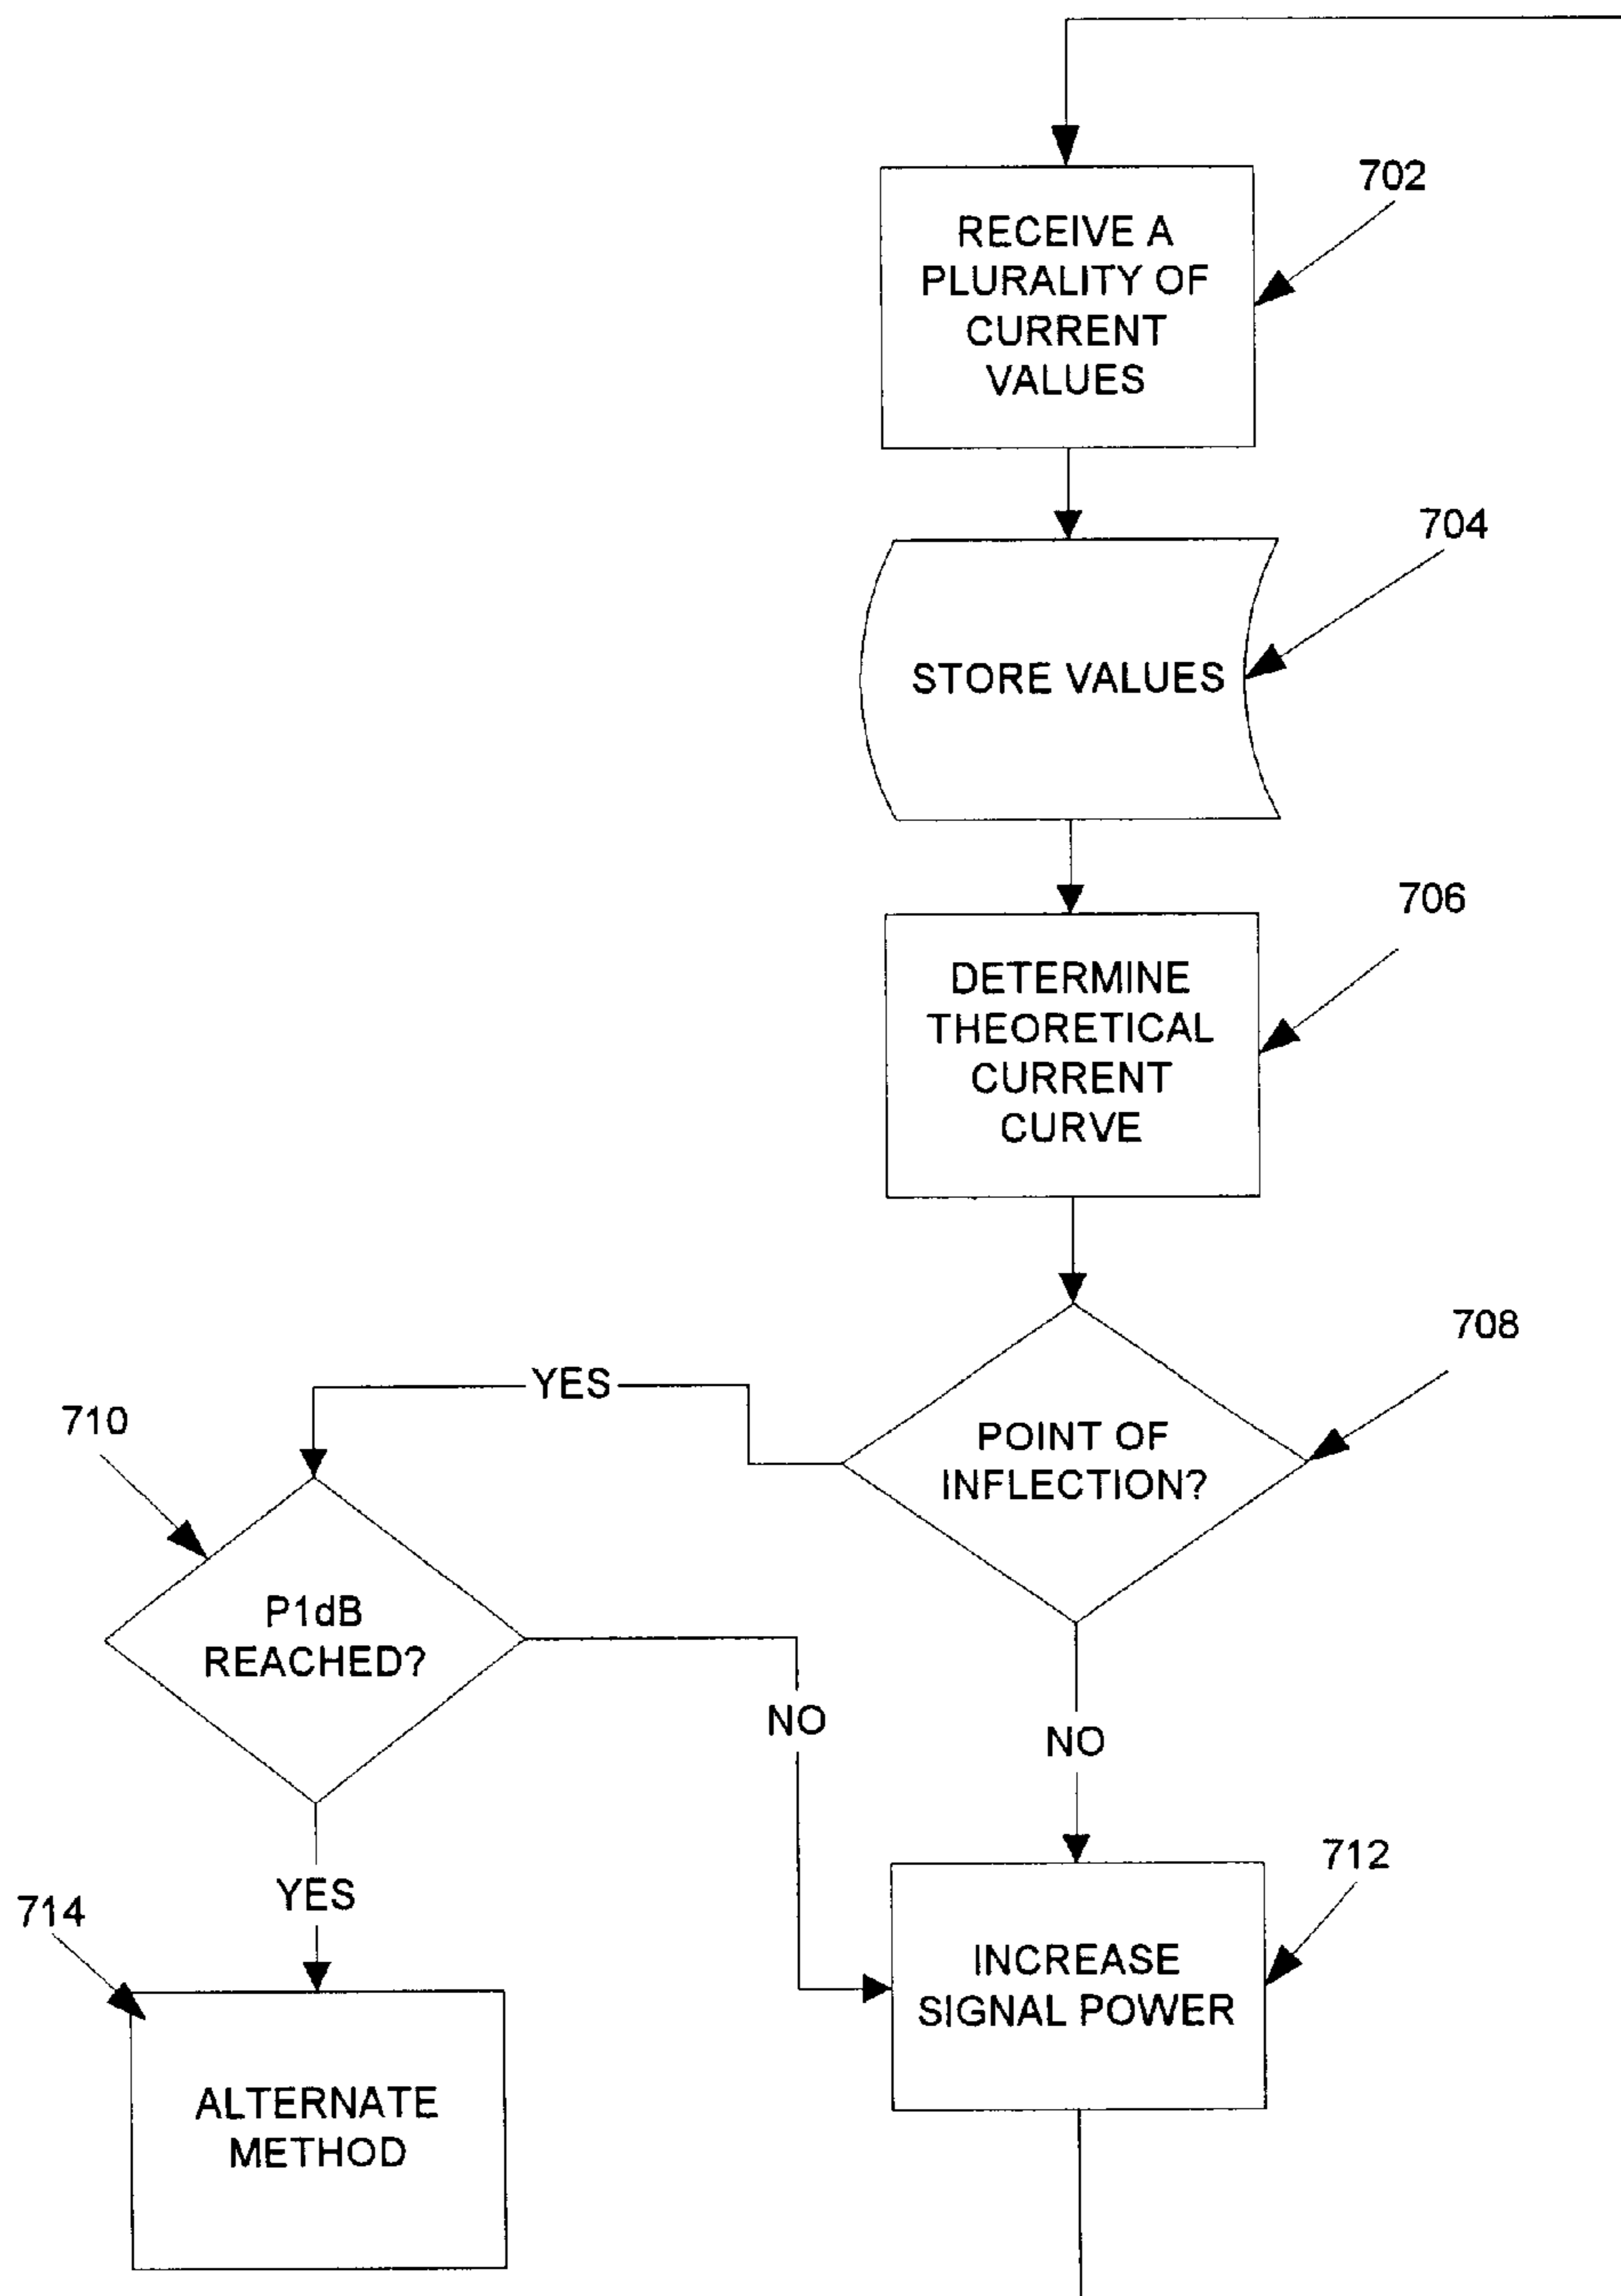 702
RECEIVE A
PLURALITY OF
CURRENT
VALUES
704
STORE VALUES
706
DETERMINE
THEORETICAL
CURRENT
CURVE
708
YES
710
POINT OF
INFLECTION?
P1dB
REACHED?
NO
NO
712
YES
714
INCREASE
SIGNAL POWER
ALTERNATE
METHOD